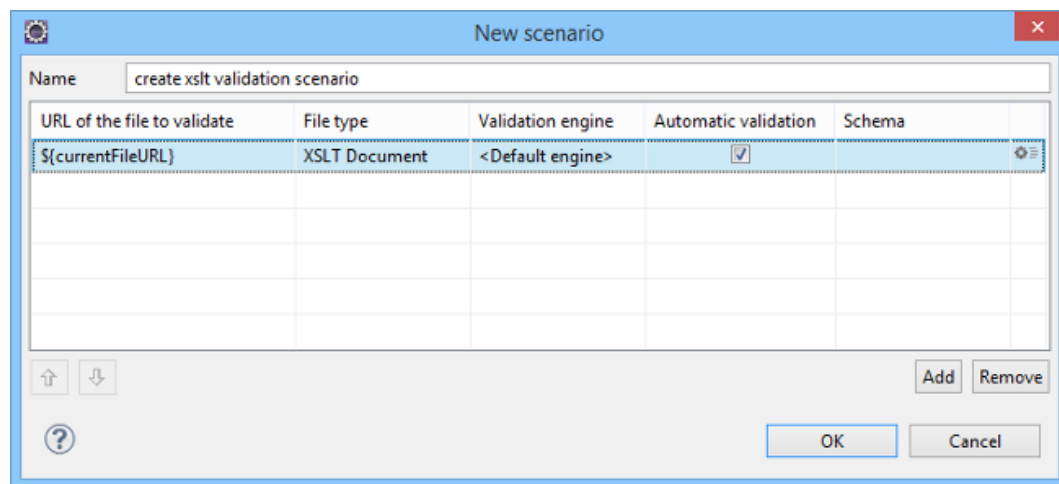 New scenario
Name create xslt validation scenario
URL of the file to validate File type Validation engine Automatic validation Schema
${currentFileURL} XSLT Document <Default engine>
Add Remove
? OK Cancel